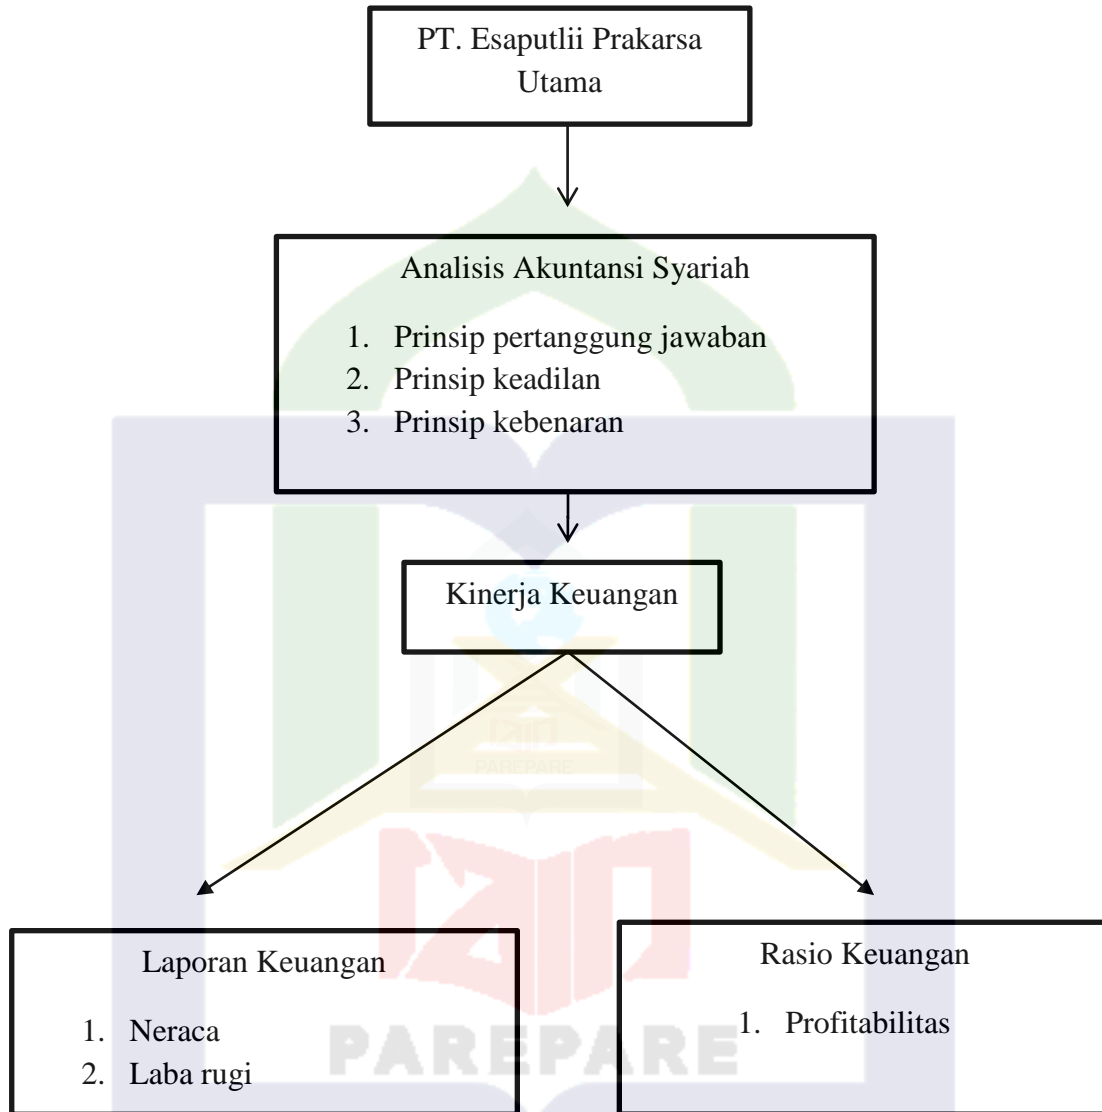 PT. Esaputlii Prakarsa
Utama
Analisis Akuntansi Syariah
1. Prinsip pertanggung jawaban
2. Prinsip keadilan
3. Prinsip kebenaran
Kinerja Keuangan
PAREPARE
Laporan Keuangan
1. Neraca
2. Laba rugi
Rasio Keuangan
1. Profitabilitas
PAREPARE